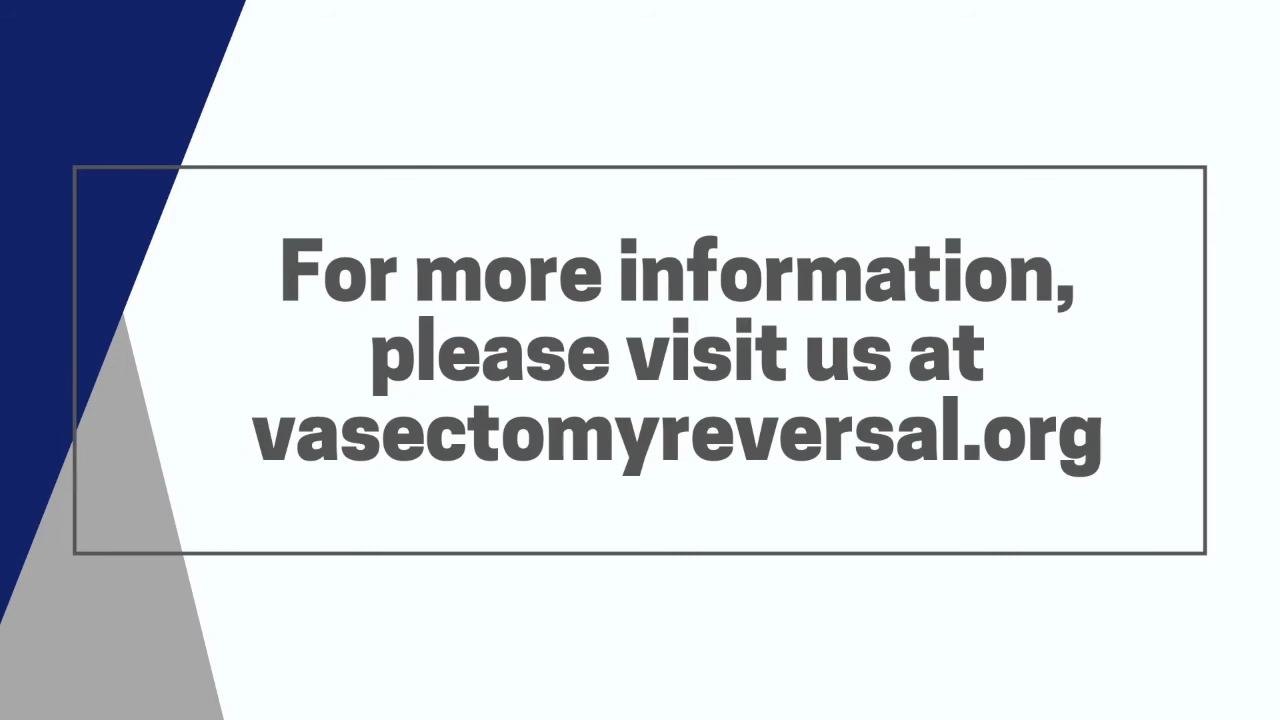 For more information,
please visit us at
vasectomyreversal.org